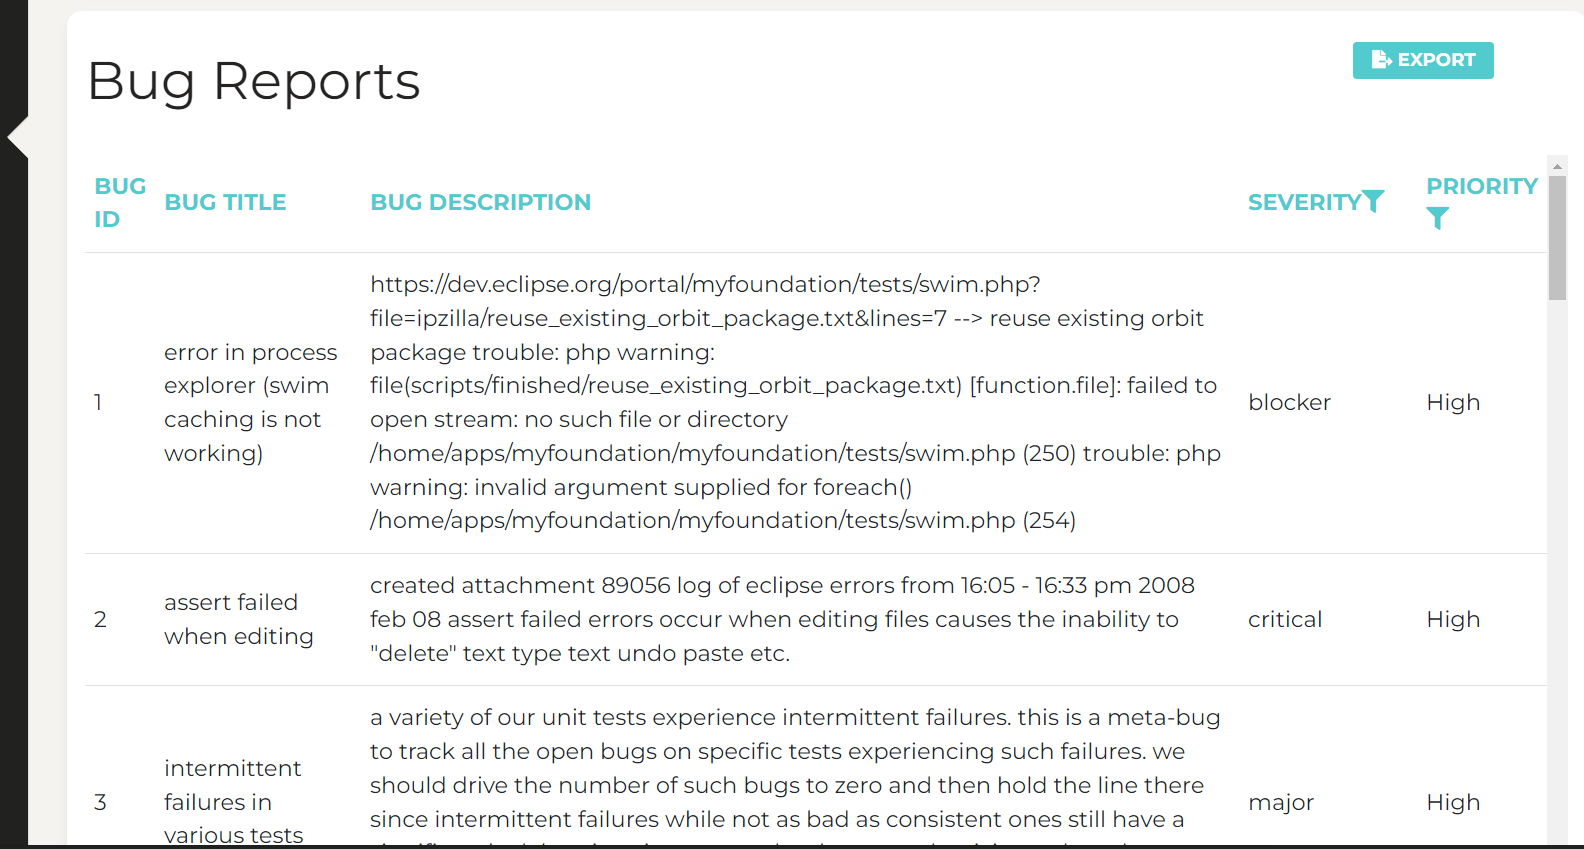 Bug Reports
EXPORT
BUG ID
BUG TITLE
BUG DESCRIPTION
SEVERITY
PRIORITY
1
error in process
explorer (swim
caching is not
working)
https://dev.eclipse.org/portal/myfoundation/tests/swim.php?
file=ipzilla/reuse_existing_orbit_package.txt&lines=7 --> reuse existing orbit
package trouble: php warning:
file(scripts/finished/reuse_existing_orbit_package.txt) [function.file]: failed to
open stream: no such file or directory
/home/apps/myfoundation/myfoundation/tests/swim.php (250) trouble: php
warning: invalid argument supplied for foreach()
/home/apps/myfoundation/myfoundation/tests/swim.php (254)
blocker
High
2
assert failed
when editing
created attachment 89056 log of eclipse errors from 16:05 - 16:33 pm 2008
feb 08 assert failed errors occur when editing files causes the inability to
"delete" text type text undo paste etc.
critical
High
3
intermittent
failures in
various tests
a variety of our unit tests experience intermittent failures. this is a meta-bug
to track all the open bugs on specific tests experiencing such failures. we
should drive the number of such bugs to zero and then hold the line there
since intermittent failures while not as bad as consistent ones still have a
major
High